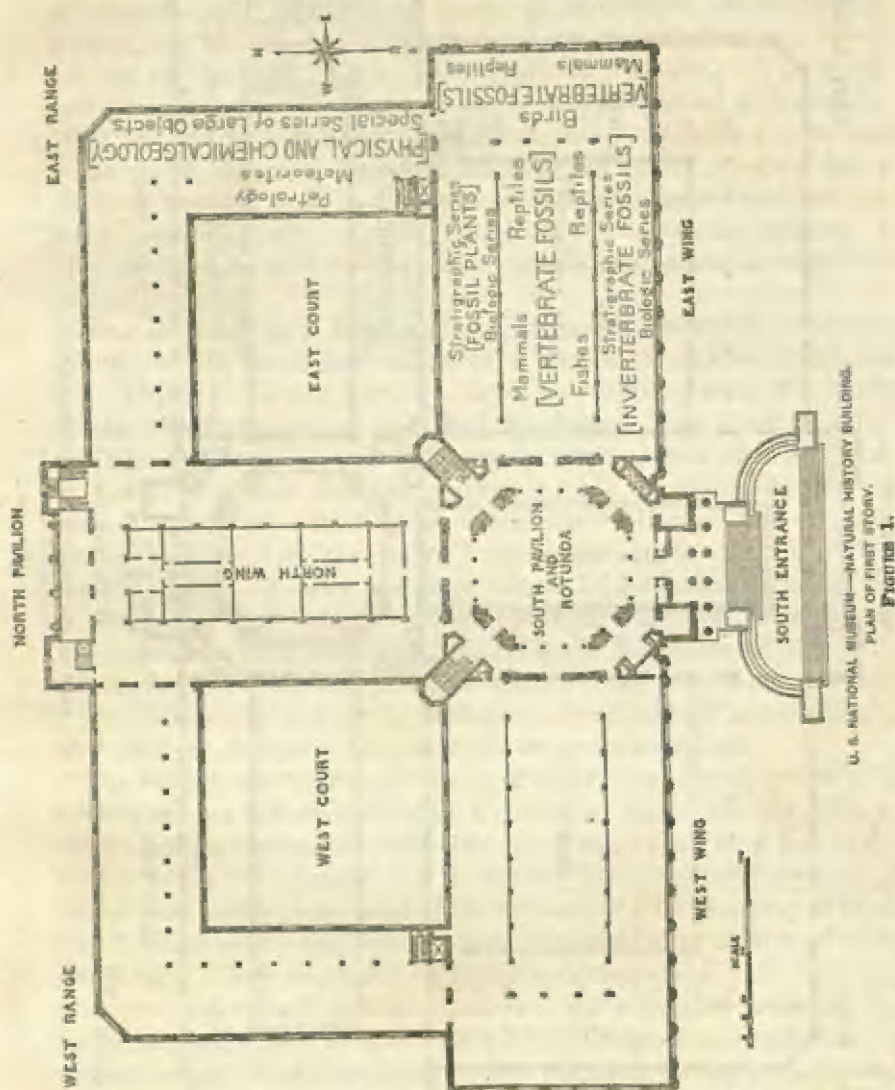 NORTH PAVILION
WEST RANGE
EAST RANGE
N
E
W
Special Series of Large Objects
[PHYSICAL AND CHEMICAL GEOLOGY]
Meteorites
Petrology
WEST COURT
NORTH WING
EAST COURT
Mammals Reptiles
[VERTEBRATE FOSSILS]
Birds
Stratigraphic Series
[FOSSIL PLANTS]
Biologic Series
Mammals Reptiles
[VERTEBRATE FOSSILS]
Fishes Reptiles
Stratigraphic Series
[INVERTERBRATE FOSSILS]
Biologic Series
SOUTH PAVILION
AND
ROTUNDA
WEST WING
EAST WING
SCALE
SOUTH ENTRANCE
U. S. NATIONAL MUSEUM—NATURAL HISTORY BUILDING.
PLAN OF FIRST STORY.
FIGURE 1.